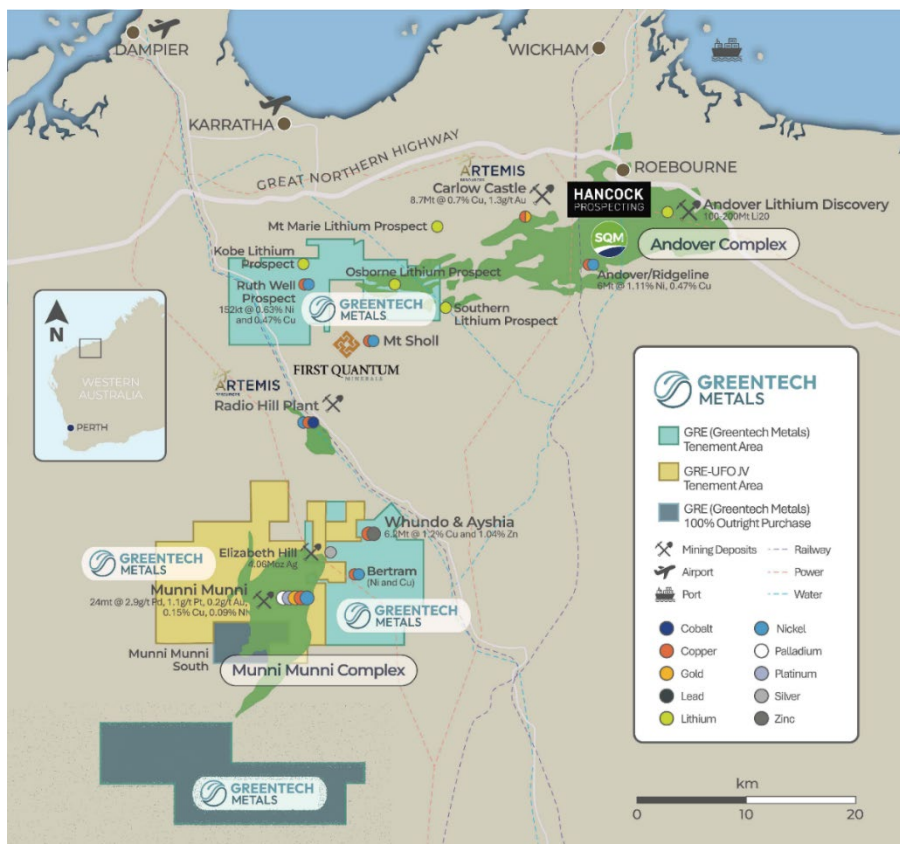 DAMPIER
WICKHAM
KARRATHA
GREAT NORTHERN HIGHWAY
ROEBOURNE
ARTEMIS
Carlow Castle
8.7Mt @ 0.7% Cu, 1.3g/t Au
HANCOCK
PROSPECTING
Andover Lithium Discovery
100-200Mt Li20
Mt Marie Lithium Prospect
SQM
Andover Complex
Kobe Lithium
Prospect
Osborne Lithium Prospect
Andover/Ridgeline
6Mt @ 1.11% Ni, 0.47% Cu
Ruth Well
Prospect
152kt @ 0.63% Ni
and 0.47% Cu
GREENTECH
METALS
Southern
Lithium Prospect
N
WESTERN
AUSTRALIA
PERTH
Mt Sholl
FIRST QUANTUM
MINERALS
ARTEMIS
Radio Hill Plant
GREENTECH
METALS
GRE (Greentech Metals)
Tenement Area
GRE-UFO JV
Tenement Area
GRE (Greentech Metals)
100% Outright Purchase
Mining Deposits
Railway
Airport
Power
Port
Water
Cobalt
Nickel
Copper
Palladium
Gold
Platinum
Lead
Silver
Lithium
Zinc
Whundo & Ayshia
@ 1.2% Cu and 1.04% Zn
Elizabeth Hill
4.06Moz Ag
GREENTECH
METALS
Bertram
(Ni and Cu)
Munni Munni
24mt @ 2.9g/t Pd, 1.1g/t Pt, 0.2g/t Au,
0.15% Cu, 0.09% Ni
GREENTECH
METALS
Munni Munni
South
Munni Munni Complex
GREENTECH
METALS
km
0
10
20